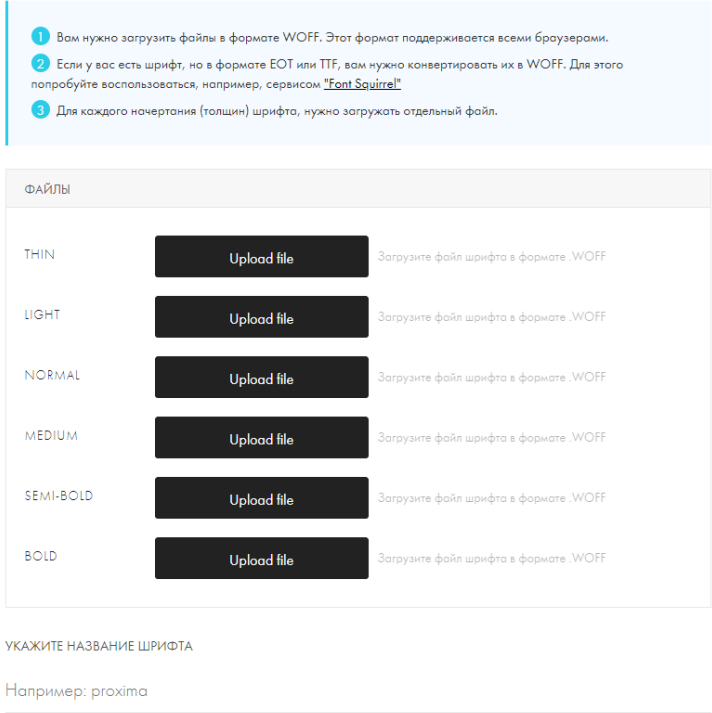 1 Вам нужно загрузить файлы в формате WOFF. Этот формат поддерживается всеми браузерами.
2 Если у вас есть шрифт, но в формате EOT или TTF, вам нужно конвертировать их в WOFF. Для этого
попробуйте воспользоваться, например, сервисом "Font Squirrel"
3 Для каждого начертания (толщин) шрифта, нужно загружать отдельный файл.
ФАЙЛЫ
THIN Upload file Загрузите файл шрифта в формате .WOFF
LIGHT Upload file Загрузите файл шрифта в формате .WOFF
NORMAL Upload file Загрузите файл шрифта в формате .WOFF
MEDIUM Upload file Загрузите файл шрифта в формате .WOFF
SEMI-BOLD Upload file Загрузите файл шрифта в формате .WOFF
BOLD Upload file Загрузите файл шрифта в формате .WOFF
УКАЖИТЕ НАЗВАНИЕ ШРИФТА
Например: proxima